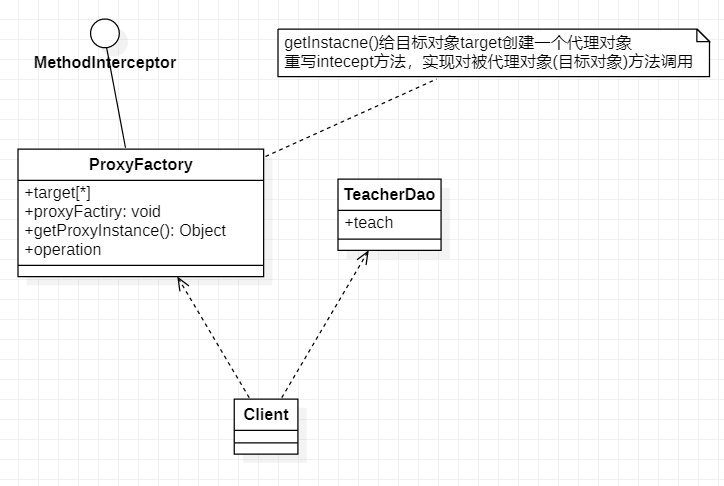 getInstacne()给目标对象target创建一个代理对象
重写intecept方法，实现对被代理对象(目标对象)方法调用
MethodInterceptor
ProxyFactory
+target[*]
+proxyFactiry: void
+getProxyInstance(): Object
+operation
TeacherDao
+teach
Client